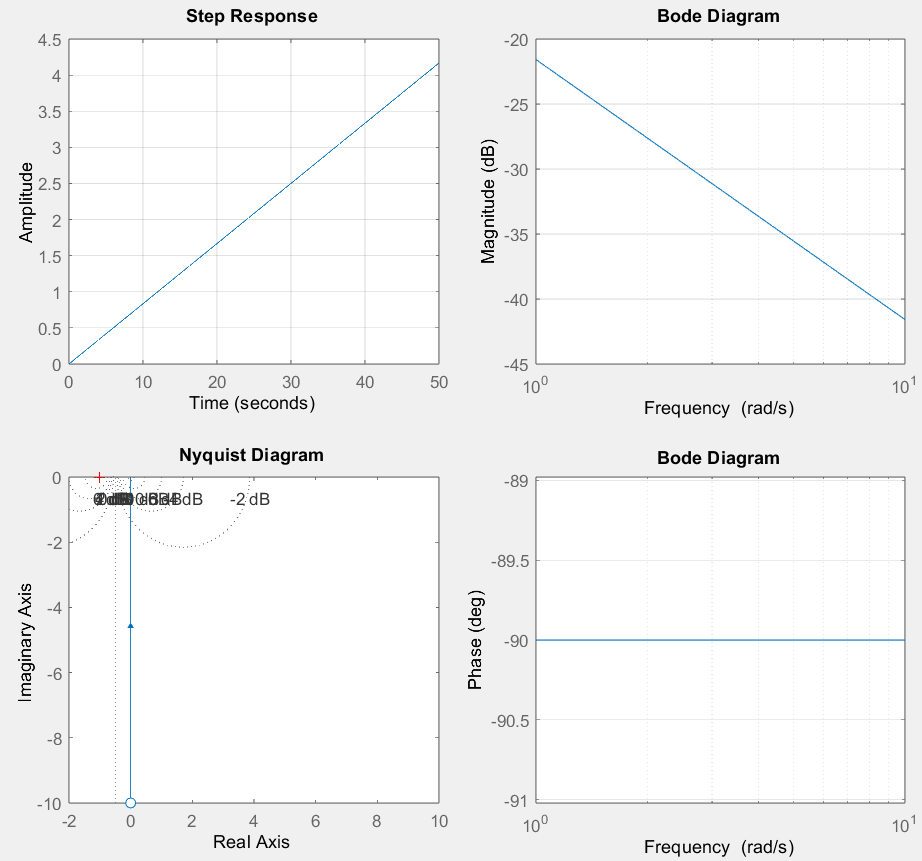 Step Response
4.5
4
3.5
3
2.5
2
1.5
1
0.5
0
Amplitude
0 10 20 30 40 50
Time (seconds)
Bode Diagram
-20
-25
-30
-35
-40
-45
Magnitude (dB)
10^0 10^1
Frequency (rad/s)
Nyquist Diagram
0
-2
-4
-6
-8
-10
Imaginary Axis
-2 dB
-2 0 2 4 6 8 10
Real Axis
Bode Diagram
-89
-89.5
-90
-90.5
-91
Phase (deg)
10^0 10^1
Frequency (rad/s)